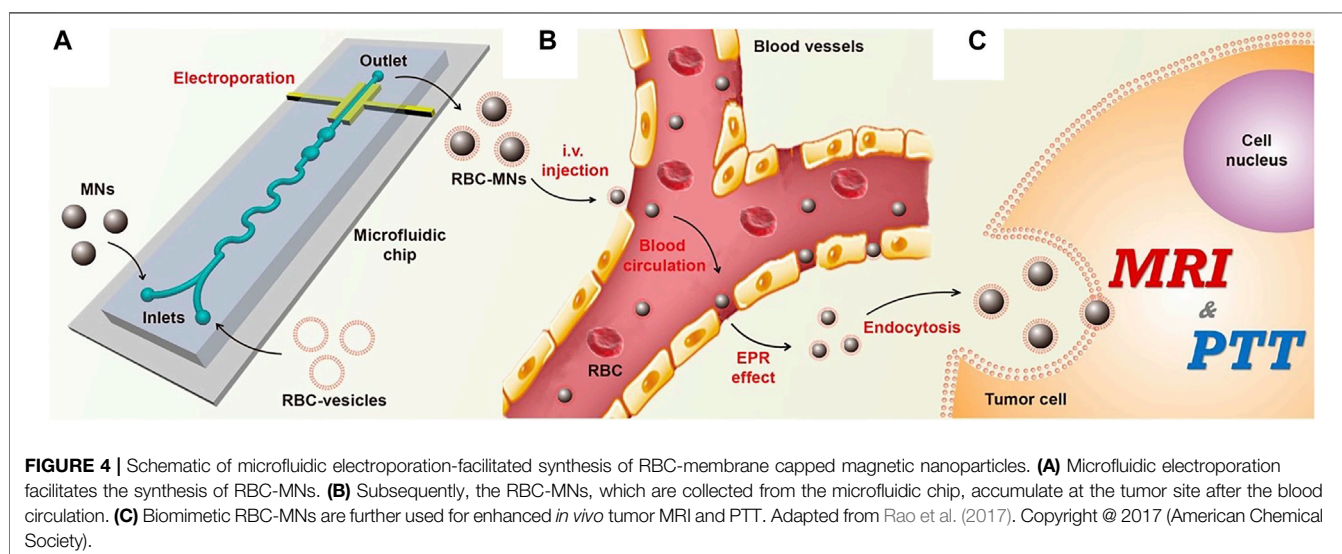 A
Electroporation
Outlet
MNs
RBC-MNs
i.v.
injection
Microfluidic
chip
Inlets
RBC-vesicles
B
Blood vessels
Blood
circulation
RBC
EPR
effect
Endocytosis
C
Cell
nucleus
MRI
&
PTT
Tumor cell
FIGURE 4 | Schematic of microfluidic electroporation-facilitated synthesis of RBC-membrane capped magnetic nanoparticles. (A) Microfluidic electroporation
facilitates the synthesis of RBC-MNs. (B) Subsequently, the RBC-MNs, which are collected from the microfluidic chip, accumulate at the tumor site after the blood
circulation. (C) Biomimetic RBC-MNs are further used for enhanced in vivo tumor MRI and PTT. Adapted from Rao et al. (2017). Copyright @ 2017 (American Chemical
Society).